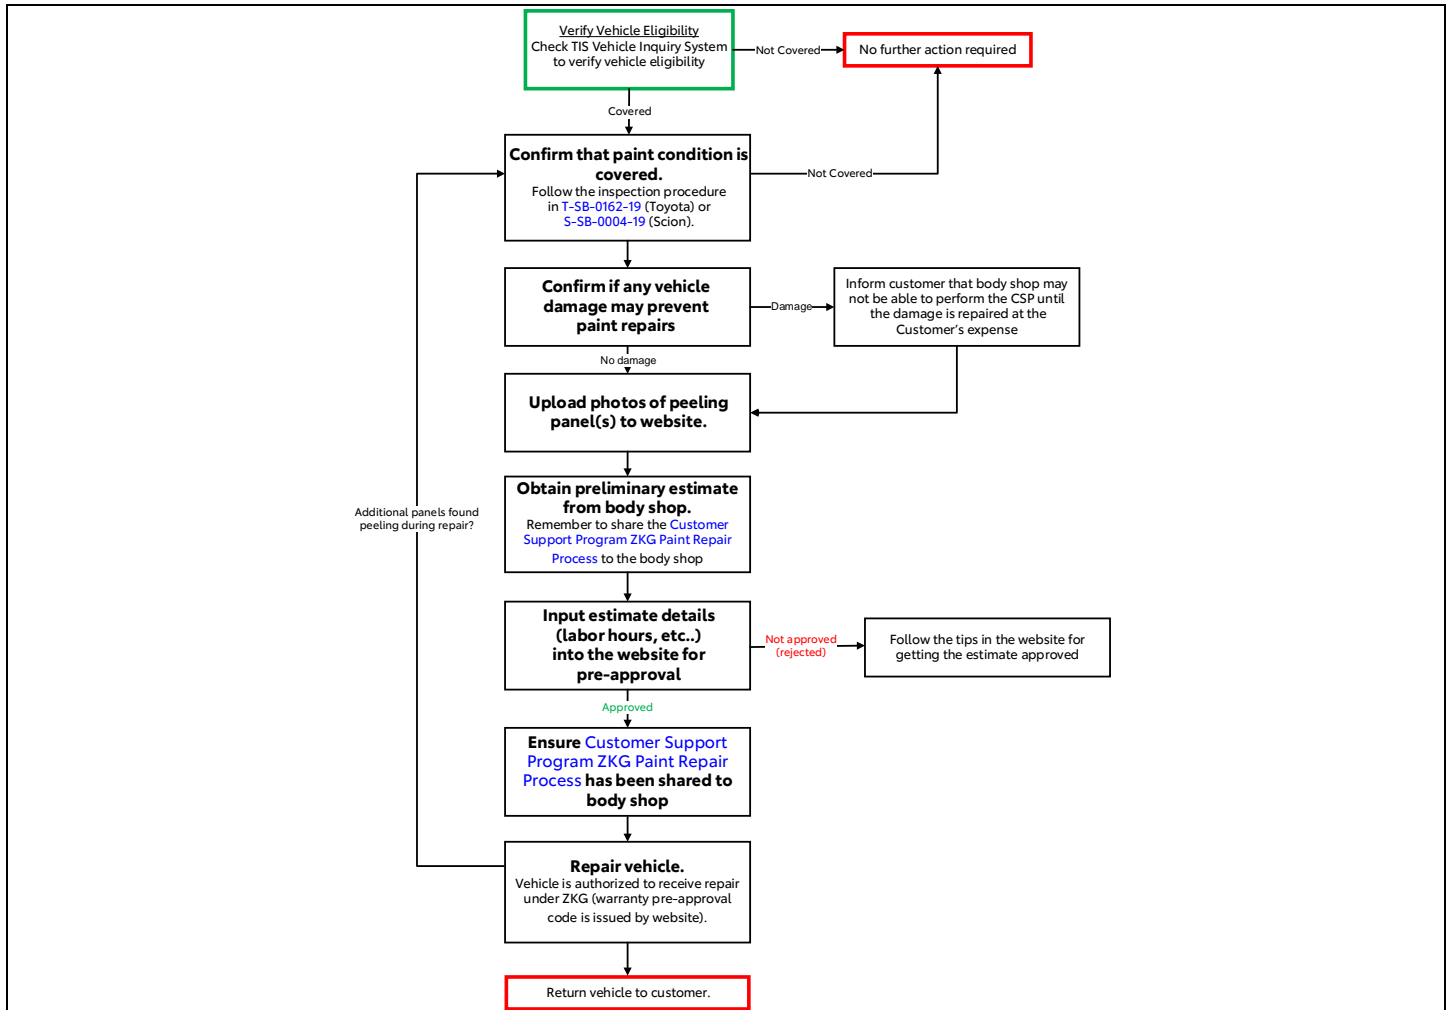 Verify Vehicle Eligibility
Check TIS Vehicle Inquiry System
to verify vehicle eligibility
Not Covered
No further action required
Covered
Confirm that paint condition is
covered.
Follow the inspection procedure
in T-SB-0162-19 (Toyota) or
S-SB-0004-19 (Scion).
Not Covered
Confirm if any vehicle
damage may prevent
paint repairs
Damage
Inform customer that body shop may
not be able to perform the CSP until
the damage is repaired at the
Customer's expense
No damage
Upload photos of peeling
panel(s) to website.
Obtain preliminary estimate
from body shop.
Remember to share the Customer
Support Program ZKG Paint Repair
Process to the body shop
Additional panels found
peeling during repair?
Input estimate details
(labor hours, etc..)
into the website for
pre-approval
Not approved
(rejected)
Follow the tips in the website for
getting the estimate approved
Approved
Ensure Customer Support
Program ZKG Paint Repair
Process has been shared to
body shop
Repair vehicle.
Vehicle is authorized to receive repair
under ZKG (warranty pre-approval
code is issued by website).
Return vehicle to customer.